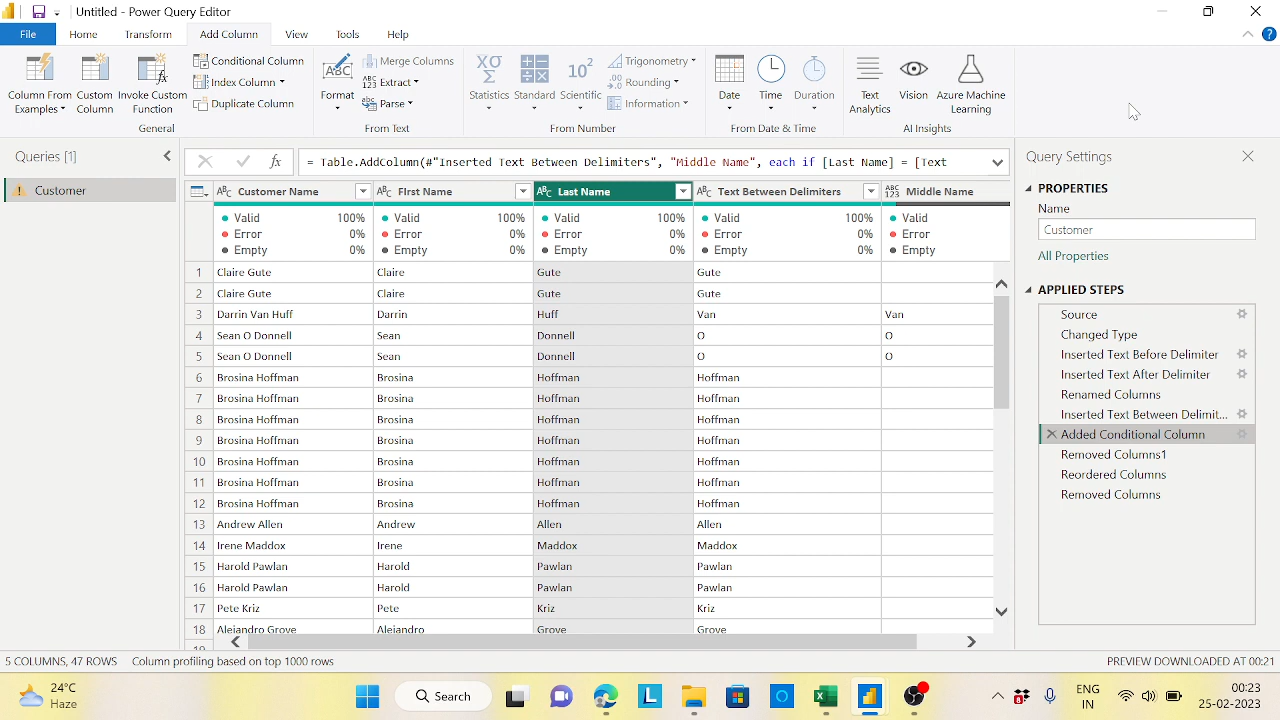 Untitled - Power Query Editor
File Home Transform Add Column View Tools Help
Column From Examples
Custom Column
Invoke Custom Function
Conditional Column
Index Column
Duplicate Column
General
Format
Merge Columns
Extract
Parse
From Text
Statistics
Standard
Scientific
Trigonometry
Rounding
Information
From Number
Date
Time
Duration
From Date & Time
Text Analytics
Vision
Azure Machine Learning
AI Insights
Queries [1]
Customer
= Table.AddColumn(#"Inserted Text Between Delimiters", "Middle Name", each if [Last Name] = [Text
Customer Name FIrst Name Last Name Text Between Delimiters Middle Name
Valid 100% Valid 100% Valid 100% Valid 100% Valid
Error 0% Error 0% Error 0% Error 0% Error
Empty 0% Empty 0% Empty 0% Empty 0% Empty
1 Claire Gute Claire Gute Gute
2 Claire Gute Claire Gute Gute
3 Darrin Van Huff Darrin Huff Van Van
4 Sean O Donnell Sean Donnell O O
5 Sean O Donnell Sean Donnell O O
6 Brosina Hoffman Brosina Hoffman Hoffman
7 Brosina Hoffman Brosina Hoffman Hoffman
8 Brosina Hoffman Brosina Hoffman Hoffman
9 Brosina Hoffman Brosina Hoffman Hoffman
10 Brosina Hoffman Brosina Hoffman Hoffman
11 Brosina Hoffman Brosina Hoffman Hoffman
12 Brosina Hoffman Brosina Hoffman Hoffman
13 Andrew Allen Andrew Allen Allen
14 Irene Maddox Irene Maddox Maddox
15 Harold Pawlan Harold Pawlan Pawlan
16 Harold Pawlan Harold Pawlan Pawlan
17 Pete Kriz Pete Kriz Kriz
18 Alejandro Grove Alejandro Grove Grove
Query Settings
PROPERTIES
Name
Customer
All Properties
APPLIED STEPS
Source
Changed Type
Inserted Text Before Delimiter
Inserted Text After Delimiter
Renamed Columns
Inserted Text Between Delimit...
Added Conditional Column
Removed Columns1
Reordered Columns
Removed Columns
5 COLUMNS, 47 ROWS Column profiling based on top 1000 rows PREVIEW DOWNLOADED AT 00:21
24°C
Haze
Search
ENG
IN
00:23
25-02-2023